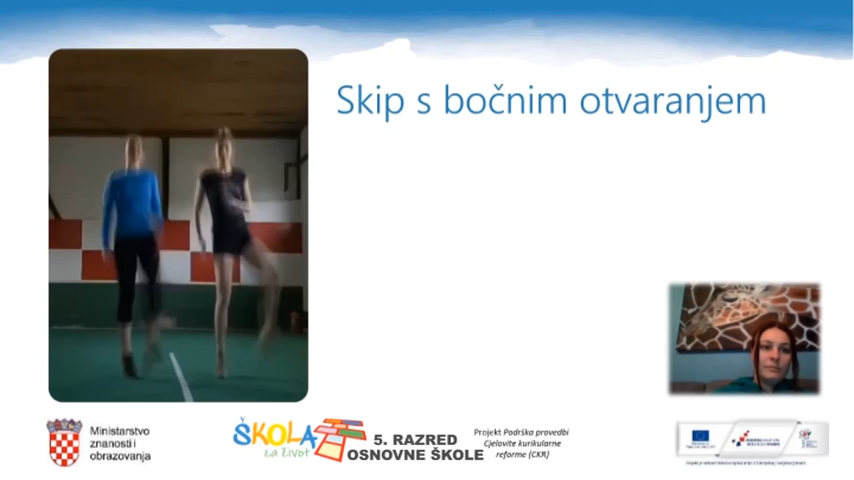 Skip s bočnim otvaranjem
Ministarstvo
znanosti i
obrazovanja
ŠKOLA
za život
5. RAZRED
OSNOVNE ŠKOLE
Projekt Podrška provedbi
Cjelovite kurikularne
reforme (CKR)